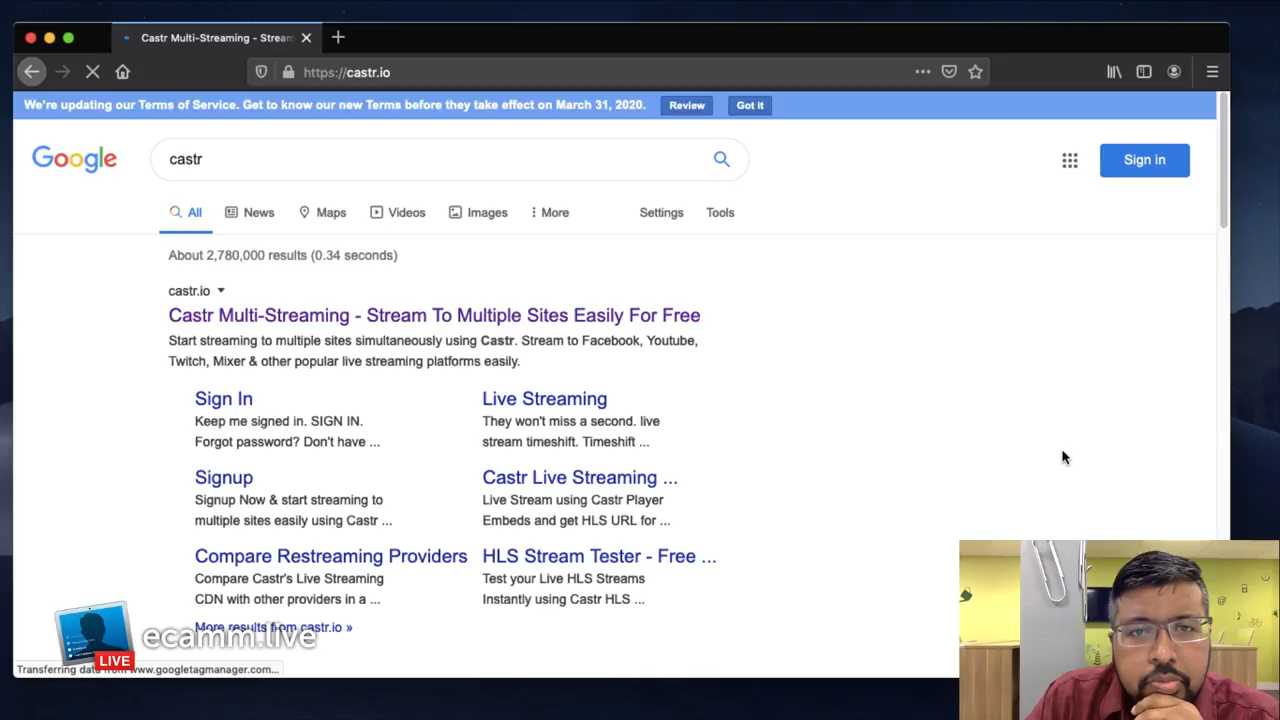 Castr Multi-Streaming - Stream
https://castr.io
We're updating our Terms of Service. Get to know our new Terms before they take effect on March 31, 2020.
Review
Got it
Google
castr
Sign in
All
News
Maps
Videos
Images
More
Settings
Tools
About 2,780,000 results (0.34 seconds)
castr.io
Castr Multi-Streaming - Stream To Multiple Sites Easily For Free
Start streaming to multiple sites simultaneously using Castr. Stream to Facebook, Youtube,
Twitch, Mixer & other popular live streaming platforms easily.
Sign In
Keep me signed in. SIGN IN.
Forgot password? Don't have ...
Live Streaming
They won't miss a second. live
stream timeshift. Timeshift ...
Signup
Signup Now & start streaming to
multiple sites easily using Castr ...
Castr Live Streaming ...
Live Stream using Castr Player
Embeds and get HLS URL for ...
Compare Restreaming Providers
Compare Castr's Live Streaming
CDN with other providers in a ...
HLS Stream Tester - Free ...
Test your Live HLS Streams
Instantly using Castr HLS ...
More results from castr.io »
ecamm.live
LIVE
Transferring data from www.googletagmanager.com...